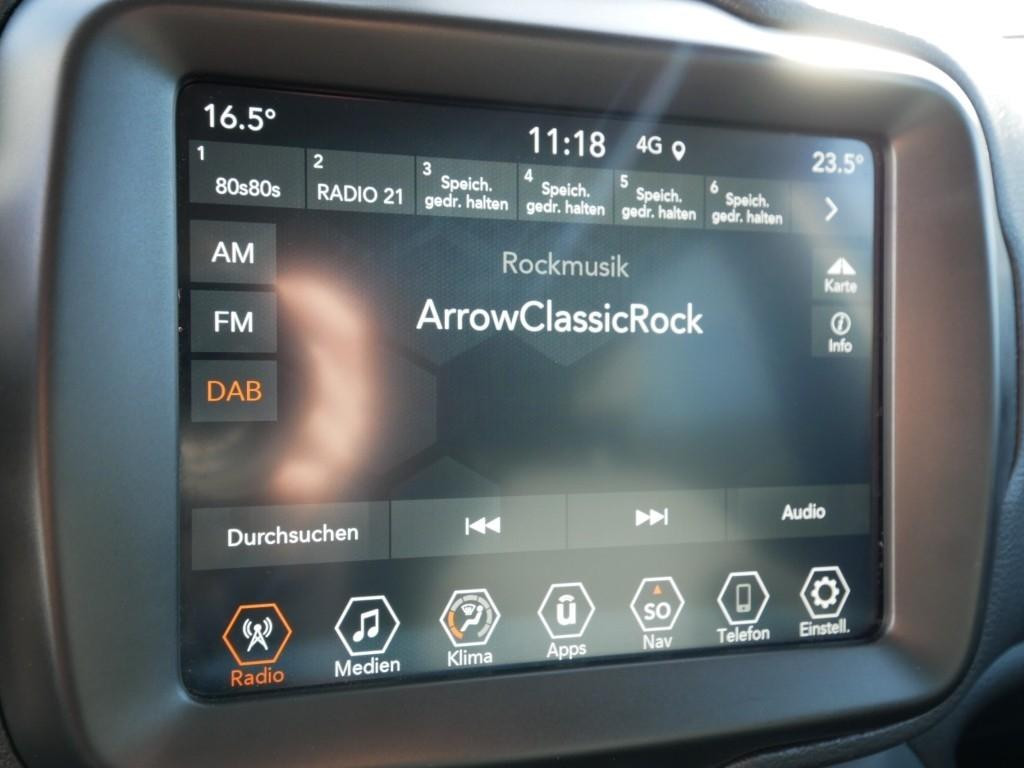 16.5° 11:18 4G 23.5°
1 80s80s
2 RADIO 21
3 Speich.
gedr. halten
4 Speich.
gedr. halten
5 Speich.
gedr. halten
6 Speich.
gedr. halten
AM
FM
DAB
Rockmusik
ArrowClassicRock
Karte
Info
Durchsuchen
Audio
Radio
Medien
Klima
ū
Apps
SO
Nav
Telefon
Einstell.